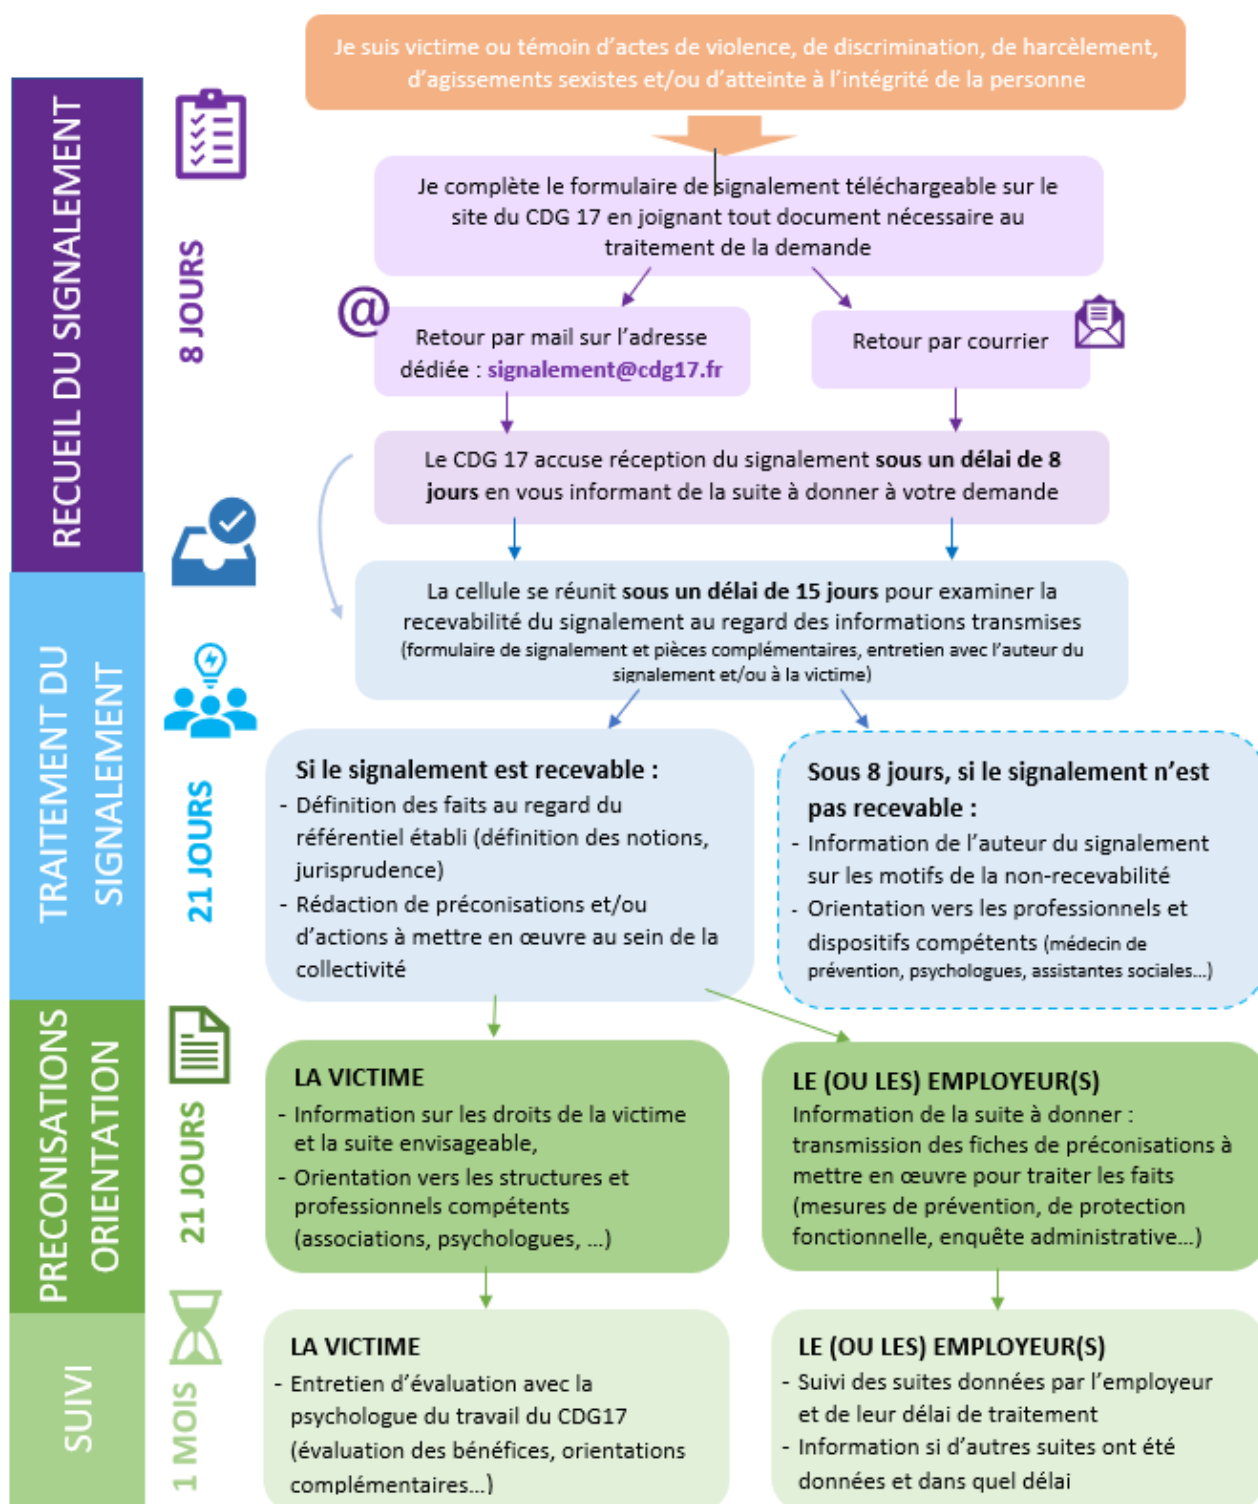 Je suis victime ou témoin d'actes de violence, de discrimination, de harcèlement,
d'agissements sexistes et/ou d'atteinte à l'intégrité de la personne
RECUEIL DU SIGNALEMENT
8 JOURS
Je complète le formulaire de signalement téléchargeable sur le
site du CDG 17 en joignant tout document nécessaire au
traitement de la demande
@
Retour par mail sur l'adresse
dédiée : signalement@cdg17.fr
Retour par courrier
Le CDG 17 accuse réception du signalement sous un délai de 8
jours en vous informant de la suite à donner à votre demande
TRAITEMENT DU
SIGNALEMENT
21 JOURS
La cellule se réunit sous un délai de 15 jours pour examiner la
recevabilité du signalement au regard des informations transmises
(formulaire de signalement et pièces complémentaires, entretien avec l'auteur du
signalement et/ou à la victime)
Si le signalement est recevable :
- Définition des faits au regard du
référentiel établi (définition des notions,
jurisprudence)
- Rédaction de préconisations et/ou
d'actions à mettre en œuvre au sein de la
collectivité
Sous 8 jours, si le signalement n'est
pas recevable :
- Information de l'auteur du signalement
sur les motifs de la non-recevabilité
- Orientation vers les professionnels et
dispositifs compétents (médecin de
prévention, psychologues, assistantes sociales...)
PRECONISATIONS
ORIENTATION
21 JOURS
LA VICTIME
- Information sur les droits de la victime
et la suite envisageable,
- Orientation vers les structures et
professionnels compétents
(associations, psychologues, ...)
LE (OU LES) EMPLOYEUR(S)
Information de la suite à donner :
transmission des fiches de préconisations à
mettre en œuvre pour traiter les faits
(mesures de prévention, de protection
fonctionnelle, enquête administrative...)
SUIVI
1 MOIS
LA VICTIME
- Entretien d'évaluation avec la
psychologue du travail du CDG17
(évaluation des bénéfices, orientations
complémentaires...)
LE (OU LES) EMPLOYEUR(S)
- Suivi des suites données par l'employeur
et de leur délai de traitement
- Information si d'autres suites ont été
données et dans quel délai